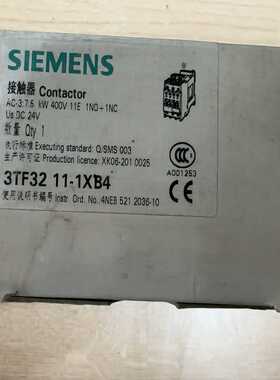 SIEMENS
接触器 Contactor
AC-3:7.5 kW 400V 11E 1NO+1NC
Us DC 24V
数量 Qty 1
执行标准 Executing standard: Q/SMS 003
生产许可证 Production licence: XK06-201 0025
3TF32 11-1XB4
使用说明书编号 Instr. Ord. No.:4NEB 521 2036-10
A001253
CE